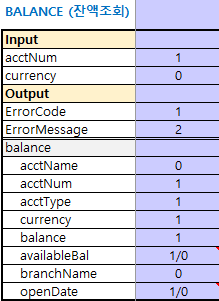 BALANCE (잔액조회)
Input
acctNum 1
currency 0
Output
ErrorCode 1
ErrorMessage 2
balance
acctName 0
acctNum 1
acctType 1
currency 1
balance 1
availableBal 1/0
branchName 0
openDate 1/0